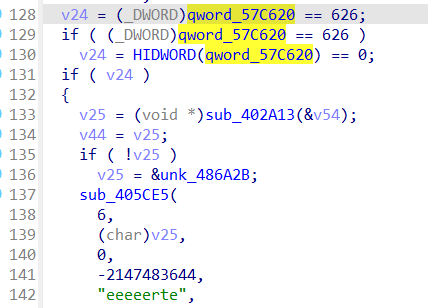 128 v24 = (_DWORD)qword_57C620 == 626;
129 if ( (_DWORD)qword_57C620 == 626 )
130 v24 = HIDWORD(qword_57C620) == 0;
131 if ( v24 )
132 {
133 v25 = (void *)sub_402A13(&v54);
134 v44 = v25;
135 if ( !v25 )
136 v25 = &unk_486A2B;
137 sub_405CE5(
138 6,
139 (char)v25,
140 0,
141 -2147483644,
142 "eeeeerte",